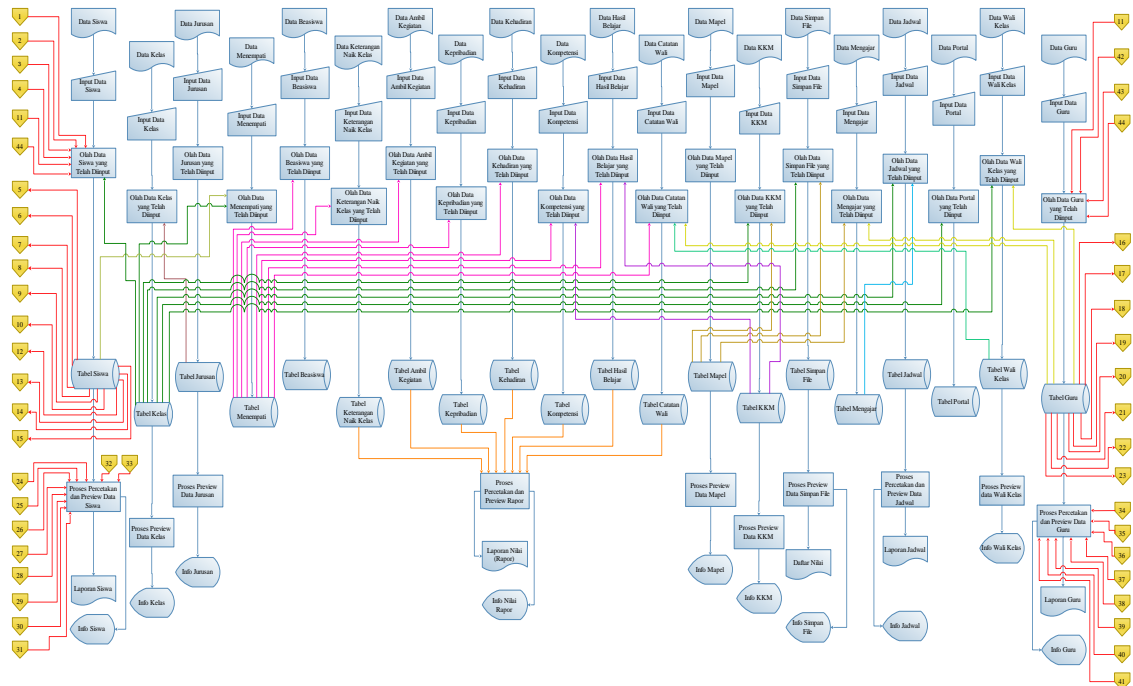 1
2
3
4
11
44
5
6
7
8
9
10
12
13
14
15
24
25
26
27
28
29
30
31
32
33
Data Siswa
Data Jurusan
Data Beasiswa
Data Ambil
Kegiatan
Data Kehadiran
Data Hasil
Belajar
Data Mapel
Data Simpan
File
Data Jadwal
Data Wali
Kelas
Data Kelas
Data
Menempati
Data Keterangan
Naik Kelas
Data
Kepribadian
Data
Kompetensi
Data Catatan
Wali
Data KKM
Data Mengajar
Data Portal
Data Guru
Input Data
Siswa
Input Data
Jurusan
Input Data
Beasiswa
Input Data
Ambil Kegiatan
Input Data
Kehadiran
Input Data
Hasil Belajar
Input Data
Mapel
Input Data
Simpan File
Input Data
Jadwal
Input Data
Wali Kelas
Input Data
Kelas
Input Data
Menempati
Input Data
Keterangan
Naik Kelas
Input Data
Kepribadian
Input Data
Kompetensi
Input Data
Catatan Wali
Input Data
KKM
Input Data
Mengajar
Input Data
Portal
Input Data
Guru
Olah Data
Siswa yang
Telah Diinput
Olah Data
Jurusan yang
Telah Diinput
Olah Data
Beasiswa yang
Telah Diinput
Olah Data Ambil
Kegiatan yang
Telah Diinput
Olah Data
Kehadiran yang
Telah Diinput
Olah Data Hasil
Belajar yang
Telah Diinput
Olah Data
Mapel yang Telah
Diinput
Olah Data
Simpan File yang
Telah Diinput
Olah Data
Jadwal yang
Telah Diinput
Olah Data Wali
Kelas yang
Telah Diinput
Olah Data Kelas
yang Telah
Diinput
Olah Data
Menempati yang
Telah Diinput
Olah Data
Keterangan Naik
Kelas yang Telah
Diinput
Olah Data
Kepribadian yang
Telah Diinput
Olah Data
Kompetensi yang
Telah Diinput
Olah Data Catatan
Wali yang Telah
Diinput
Olah Data KKM
yang Telah
Diinput
Olah Data
Mengajar yang
Telah Diinput
Olah Data Portal
yang Telah
Diinput
Olah Data Guru
yang Telah
Diinput
Tabel Siswa
Tabel Jurusan
Tabel Beasiswa
Tabel Ambil
Kegiatan
Tabel
Kehadiran
Tabel Hasil
Belajar
Tabel Mapel
Tabel Simpan
File
Tabel Jadwal
Tabel Wali
Kelas
Tabel Kelas
Tabel
Menempati
Tabel
Keterangan
Naik Kelas
Tabel
Kepribadian
Tabel
Kompetensi
Tabel Catatan
Wali
Tabel KKM
Tabel Mengajar
Tabel Portal
Tabel Guru
Proses Percetakan
dan Preview Data
Siswa
Proses Preview
Data Jurusan
Proses Preview
Data Kelas
Proses
Percetakan dan
Preview Rapor
Proses Preview
Data Mapel
Proses Preview
Data KKM
Proses Preview
Data Simpan File
Proses
Percetakan dan
Preview Data
Jadwal
Proses Preview
data Wali Kelas
Proses Percetakan
dan Preview Data
Guru
Laporan Siswa
Info Siswa
Info Kelas
Info Jurusan
Laporan Nilai
(Rapor)
Info Nilai
Rapor
Info Mapel
Info KKM
Daftar Nilai
Info Simpan
File
Laporan Jadwal
Info Jadwal
Info Wali Kelas
Laporan Guru
Info Guru
11
42
43
44
16
17
18
19
20
21
22
23
34
35
36
37
38
39
40
41